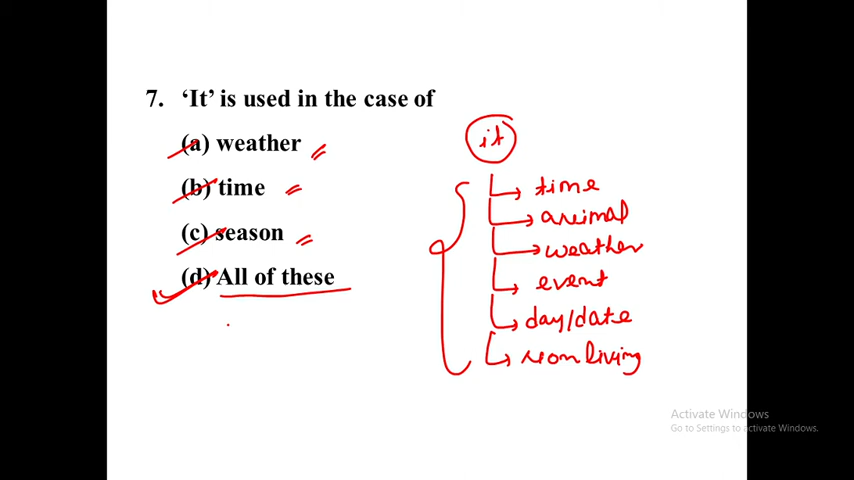 7. ‘It’ is used in the case of
(a) weather
(b) time
(c) season
(d) All of these
it
time
animal
weather
event
day/date
non living
Activate Windows
Go to Settings to activate Windows.